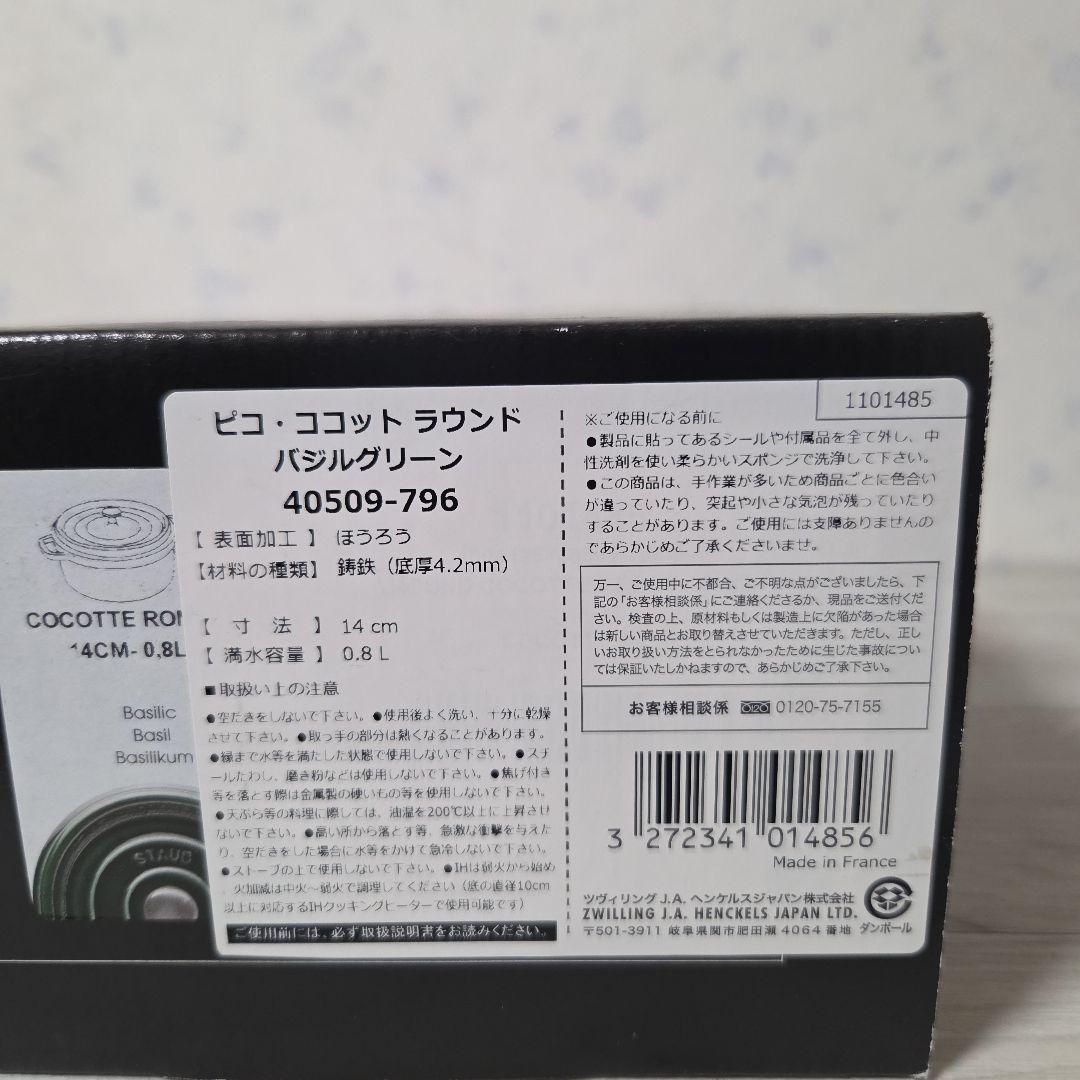 COCOTTE RON
14CM- 0,8L
Basilic
Basil
Basilikum
STAUB
ピコ・ココット ラウンド
バジルグリーン
40509-796
【 表面加工 】 ほうろう
【材料の種類】 鋳鉄（底厚4.2mm）
【 寸 法 】 14 cm
【 満水容量 】 0.8 L
■取扱い上の注意
●空だきをしないで下さい。●使用後よく洗い、十分に乾燥
させて下さい。●取っ手の部分は熱くなることがあります。
●縁まで水等を満たした状態で使用しないで下さい。●スチ
ールたわし、磨き粉などは使用しないで下さい。●焦げ付き
等を落とす際は金属製の硬いもの等を使用しないで下さい。
●天ぷら等の料理に際しては、油温を200℃以上に上昇させ
ないで下さい。●高い所から落とす等、急激な衝撃を与えた
り、空だきをした場合に水等をかけて急冷しないで下さい。
●ストーブの上で使用しないで下さい。●IHは弱火から始め
、火加減は中火～弱火で調理してください（底の直径10cm
以上に対応するIHクッキングヒーターで使用可能です）
ご使用前には、必ず取扱説明書をお読みください。
1101485
※ご使用になる前に
●製品に貼ってあるシールや付属品を全て外し、中
性洗剤を使い柔らかいスポンジで洗浄して下さい。
●この商品は、手作業が多いため商品ごとに色合い
が違っていたり、突起や小さな気泡が残っていたり
することがあります。ご使用には支障ありませんの
であらかじめご了承くださいませ。
万一、ご使用中に不都合、ご不明な点がございましたら、下
記の「お客様相談係」にご連絡くださるか、現品をご送付くだ
さい。検査の上、原材料もしくは製造上に欠陥があった場合
は新しい商品とお取り替えさせていただきます。ただし、正し
いお取り扱い方法をとられなかったために生じた事故につい
ては保証いたしかねますので、あらかじめご了承下さい。
お客様相談係 0120-75-7155
3 272341 014856
Made in France
ツヴィリング J.A. ヘンケルスジャパン株式会社
ZWILLING J.A. HENCKELS JAPAN LTD.
〒501-3911 岐阜県関市肥田瀬 4064 番地 ダンボール